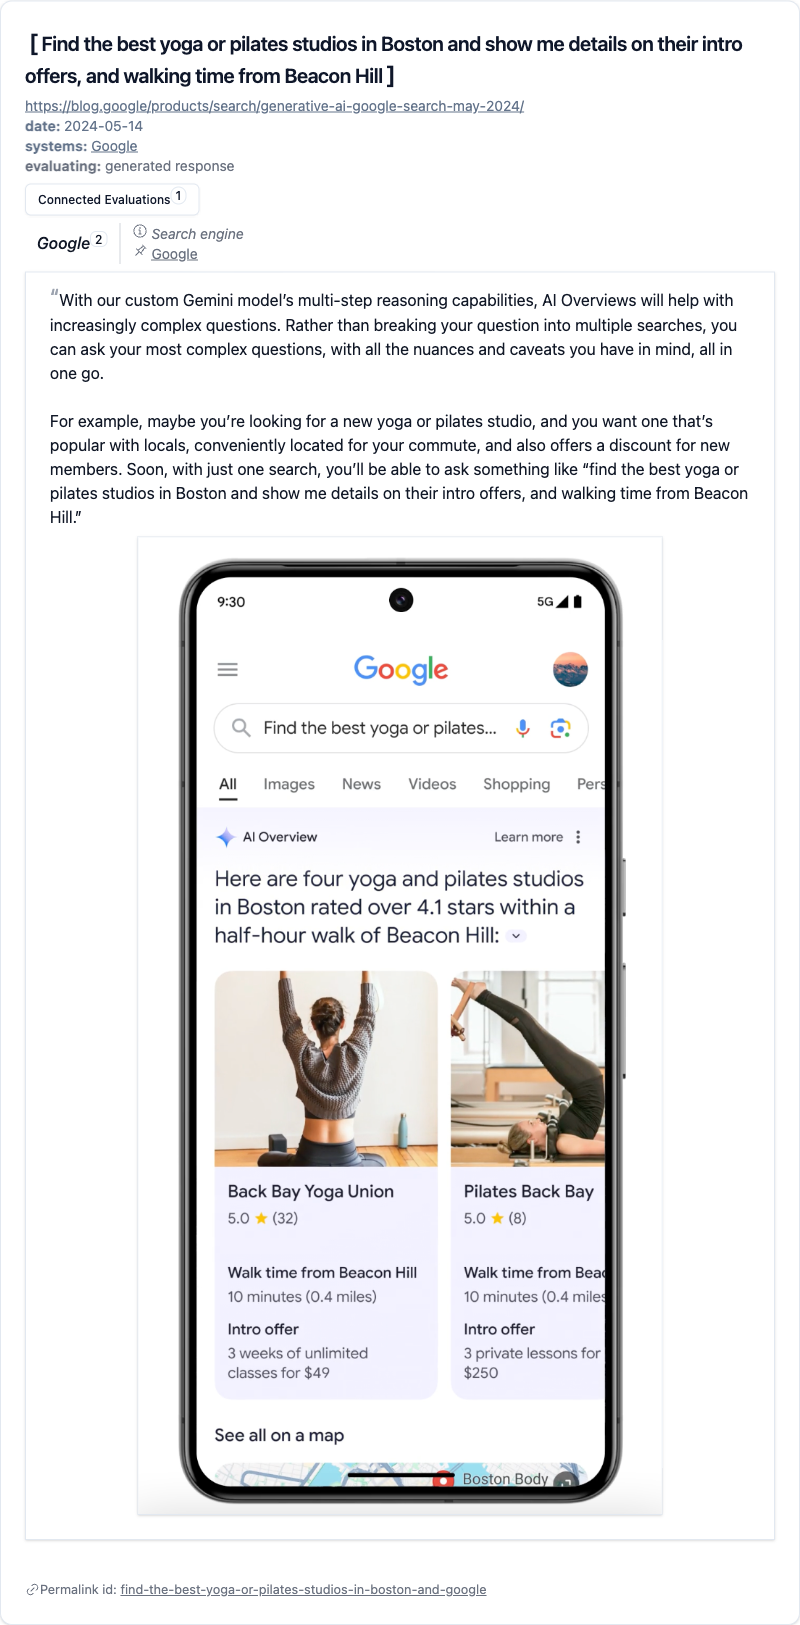 [ Find the best yoga or pilates studios in Boston and show me details on their intro
offers, and walking time from Beacon Hill ]
https://blog.google/products/search/generative-ai-google-search-may-2024/
date: 2024-05-14
systems: Google
evaluating: generated response
Connected Evaluations 1
Google 2
Search engine
Google
“With our custom Gemini model’s multi-step reasoning capabilities, AI Overviews will help with
increasingly complex questions. Rather than breaking your question into multiple searches, you
can ask your most complex questions, with all the nuances and caveats you have in mind, all in
one go.
For example, maybe you’re looking for a new yoga or pilates studio, and you want one that’s
popular with locals, conveniently located for your commute, and also offers a discount for new
members. Soon, with just one search, you’ll be able to ask something like “find the best yoga or
pilates studios in Boston and show me details on their intro offers, and walking time from Beacon
Hill.”
9:30
5G
Google
Find the best yoga or pilates...
All Images News Videos Shopping Pers
AI Overview
Learn more
Here are four yoga and pilates studios
in Boston rated over 4.1 stars within a
half-hour walk of Beacon Hill:
Back Bay Yoga Union
5.0 ★ (32)
Walk time from Beacon Hill
10 minutes (0.4 miles)
Intro offer
3 weeks of unlimited
classes for $49
Pilates Back Bay
5.0 ★ (8)
Walk time from Beac
10 minutes (0.4 miles
Intro offer
3 private lessons for
$250
See all on a map
Boston Body
Permalink id: find-the-best-yoga-or-pilates-studios-in-boston-and-google